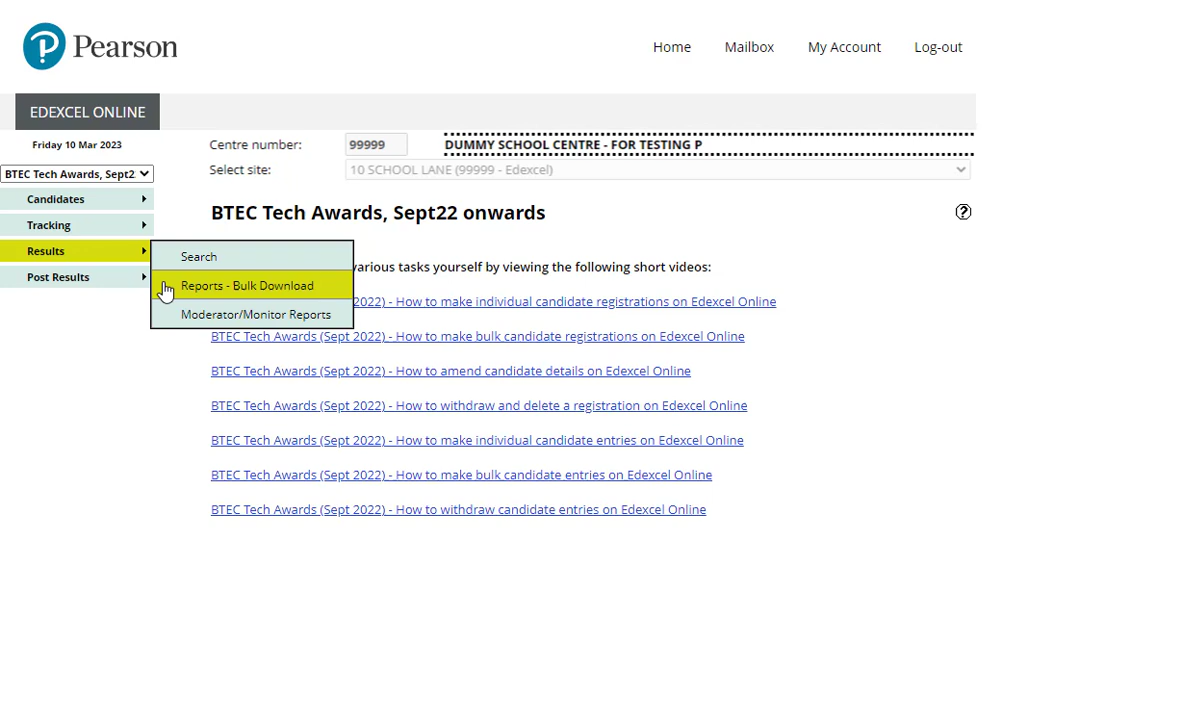 Pearson
Home Mailbox My Account Log-out
EDEXCEL ONLINE
Friday 10 Mar 2023
Centre number: 99999 DUMMY SCHOOL CENTRE - FOR TESTING P
BTEC Tech Awards, Sept2
Select site: 10 SCHOOL LANE (99999 - Edexcel)
Candidates
Tracking
Results
Post Results
Search
Reports - Bulk Download
Moderator/Monitor Reports
BTEC Tech Awards, Sept22 onwards
various tasks yourself by viewing the following short videos:
2022) - How to make individual candidate registrations on Edexcel Online
BTEC Tech Awards (Sept 2022) - How to make bulk candidate registrations on Edexcel Online
BTEC Tech Awards (Sept 2022) - How to amend candidate details on Edexcel Online
BTEC Tech Awards (Sept 2022) - How to withdraw and delete a registration on Edexcel Online
BTEC Tech Awards (Sept 2022) - How to make individual candidate entries on Edexcel Online
BTEC Tech Awards (Sept 2022) - How to make bulk candidate entries on Edexcel Online
BTEC Tech Awards (Sept 2022) - How to withdraw candidate entries on Edexcel Online